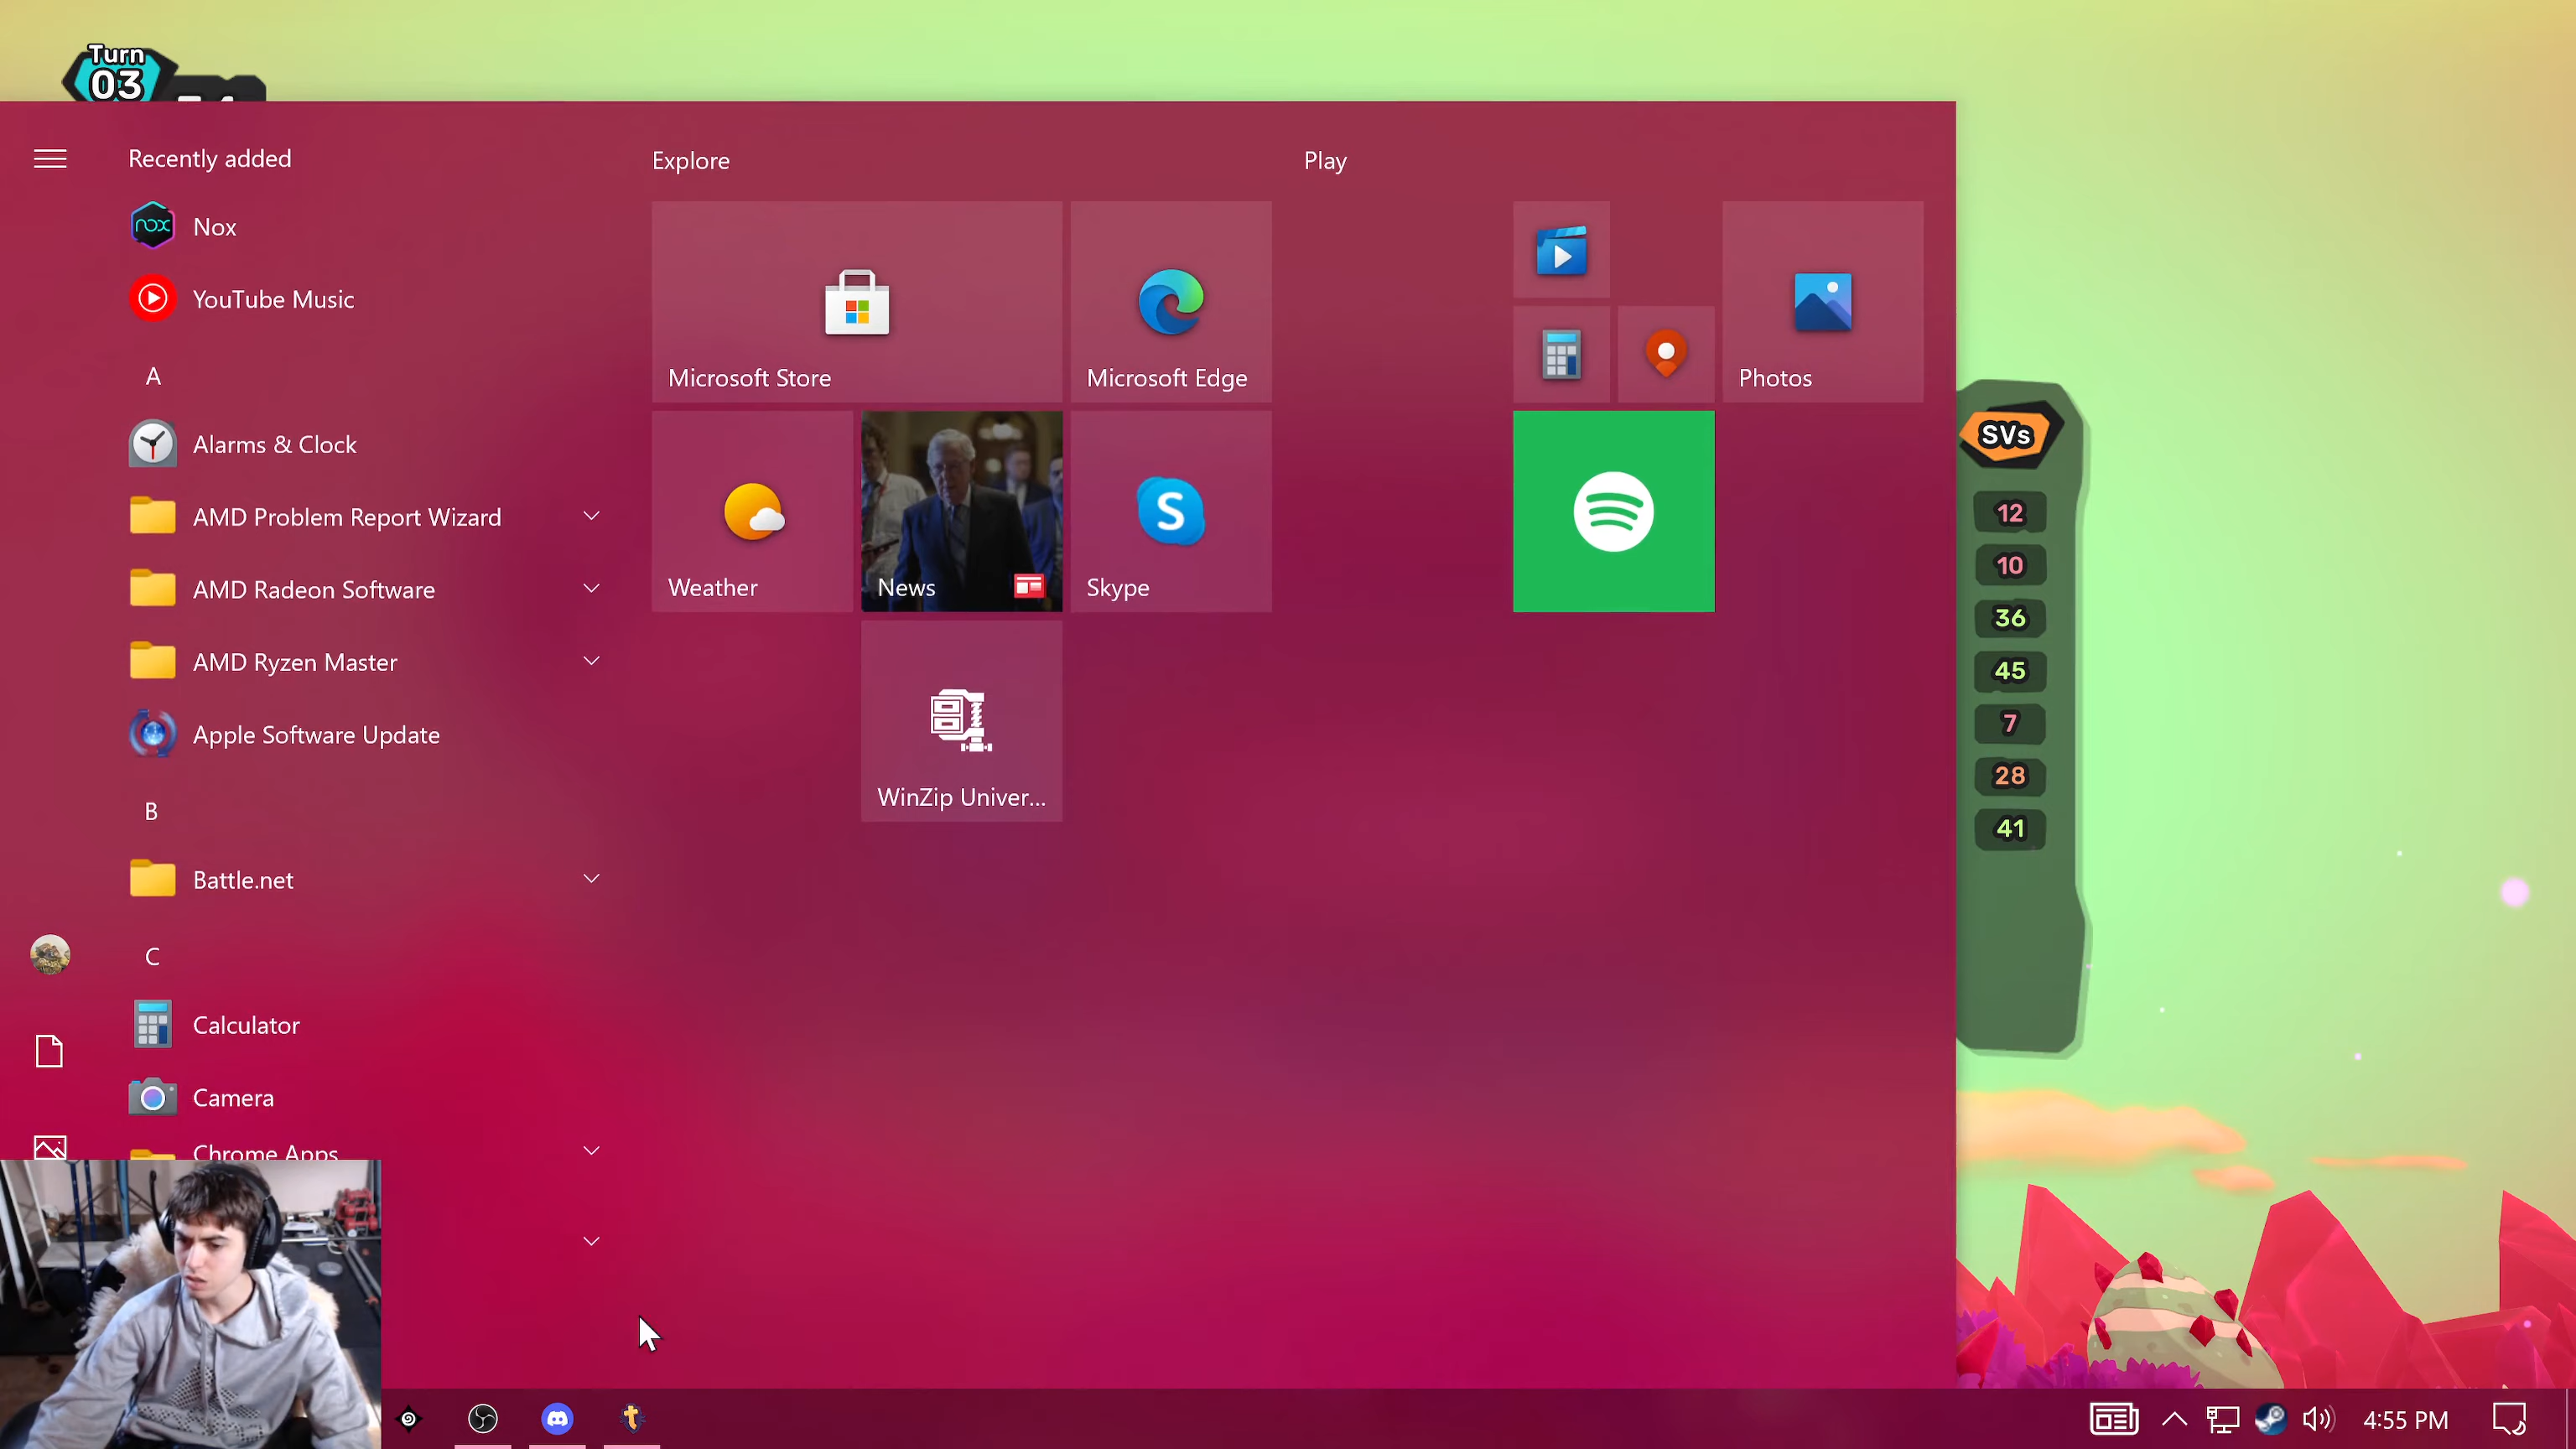 Turn
03
Recently added
nox
Nox
YouTube Music
A
Alarms & Clock
AMD Problem Report Wizard
AMD Radeon Software
AMD Ryzen Master
Apple Software Update
B
Battle.net
C
Calculator
Camera
Chrome Apps
Explore
Microsoft Store
Microsoft Edge
Weather
News
S
Skype
WinZip Univer...
Play
Photos
SVs
12
10
36
45
7
28
41
4:55 PM